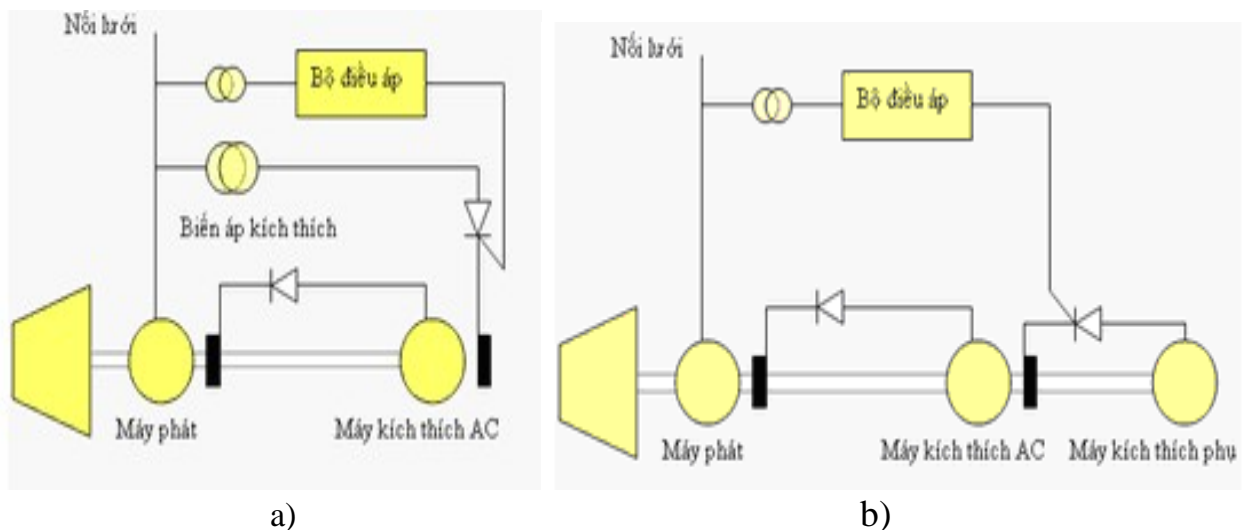 Nối lưới
Bộ điều áp
Biến áp kích thích
Máy phát
Máy kích thích AC
a)
Nối lưới
Bộ điều áp
Máy phát
Máy kích thích AC
Máy kích thích phụ
b)